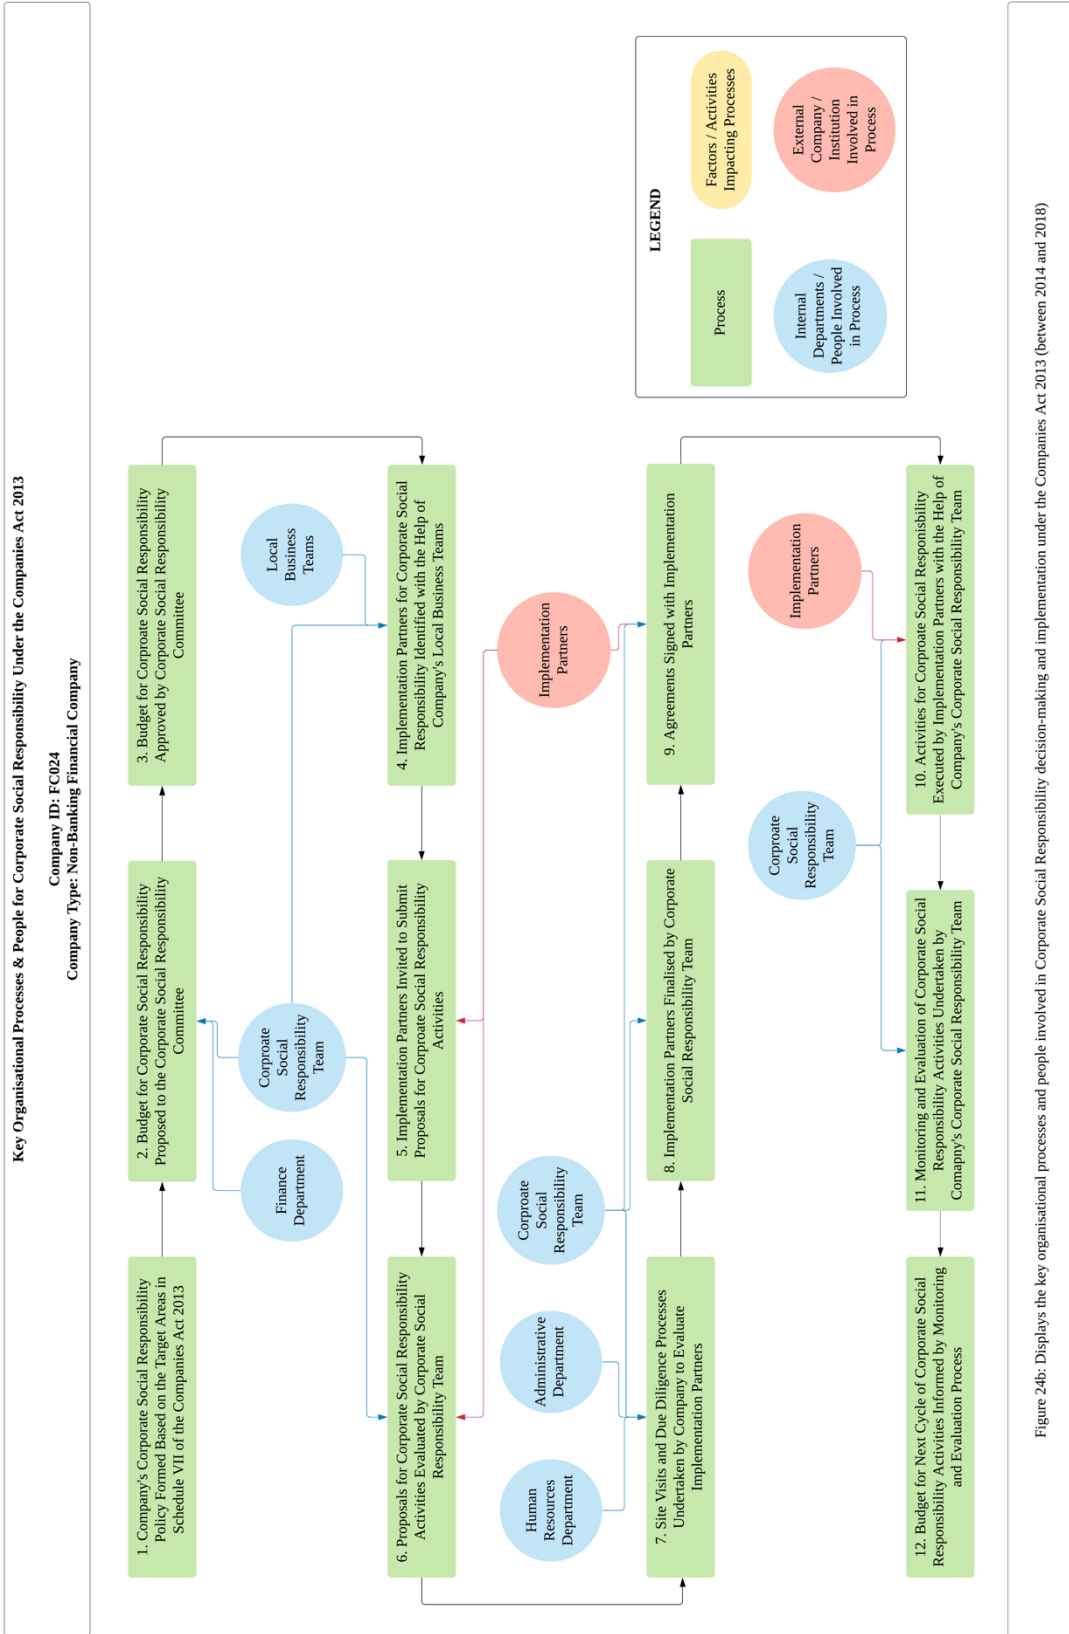 Key Organisational Processes & People for Corporate Social Responsibility Under the Companies Act 2013
Company ID: FC024
Company Type: Non-Banking Financial Company
1. Company's Corporate Social Responsibility
Policy Formed Based on the Target Areas in
Schedule VII of the Companies Act 2013
2. Budget for Corporate Social Responsibility
Proposed to the Corporate Social Responsibility
Committee
3. Budget for Corproate Social Responsibility
Approved by Corporate Social Responsibility
Committee
Finance
Department
Corproate
Social
Responsibility
Team
Local
Business
Teams
6. Proposals for Corporate Social Responsibility
Activities Evaluated by Corporate Social
Responsibility Team
5. Implementation Partners Invited to Submit
Proposals for Corporate Social Responsibility
Activities
4. Implementation Partners for Corporate Social
Responsibility Identified with the Help of
Company's Local Business Teams
Human
Resources
Department
Administrative
Department
Corproate
Social
Responsibility
Team
Implementation
Partners
7. Site Visits and Due Diligence Processes
Undertaken by Company to Evaluate
Implementation Partners
8. Implementation Partners Finalised by Corporate
Social Responsibility Team
9. Agreements Signed with Implementation
Partners
Corproate
Social
Responsibility
Team
Implementation
Partners
12. Budget for Next Cycle of Corporate Social
Responsibility Activities Informed by Monitoring
and Evaluation Process
11. Monitoring and Evaluation of Corporate Social
Responsibility Activities Undertaken by
Comapny's Corporate Social Responsibility Team
10. Activities for Corporate Social Responisbility
Executed by Implementation Partners with the Help of
Company's Corporate Social Responsibility Team
LEGEND
Process
Factors / Activities
Impacting Processes
Internal
Departments /
People Involved
in Process
External
Company /
Institution
Involved in
Process
Figure 24b: Displays the key organisational processes and people involved in Corporate Social Responsibility decision-making and implementation under the Companies Act 2013 (between 2014 and 2018)